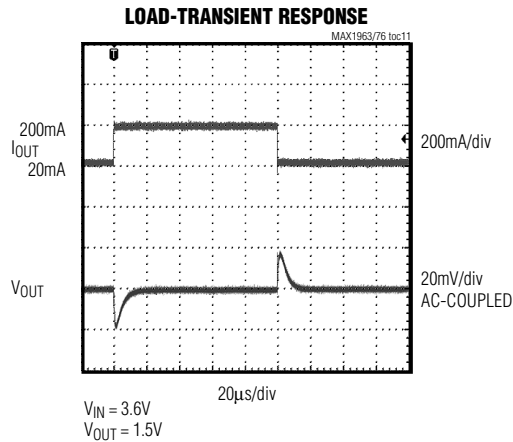 LOAD-TRANSIENT RESPONSE
MAX1963/76 toc11
T
200mA
IOUT
20mA
200mA/div
VOUT
20mV/div
AC-COUPLED
20μs/div
VIN = 3.6V
VOUT = 1.5V